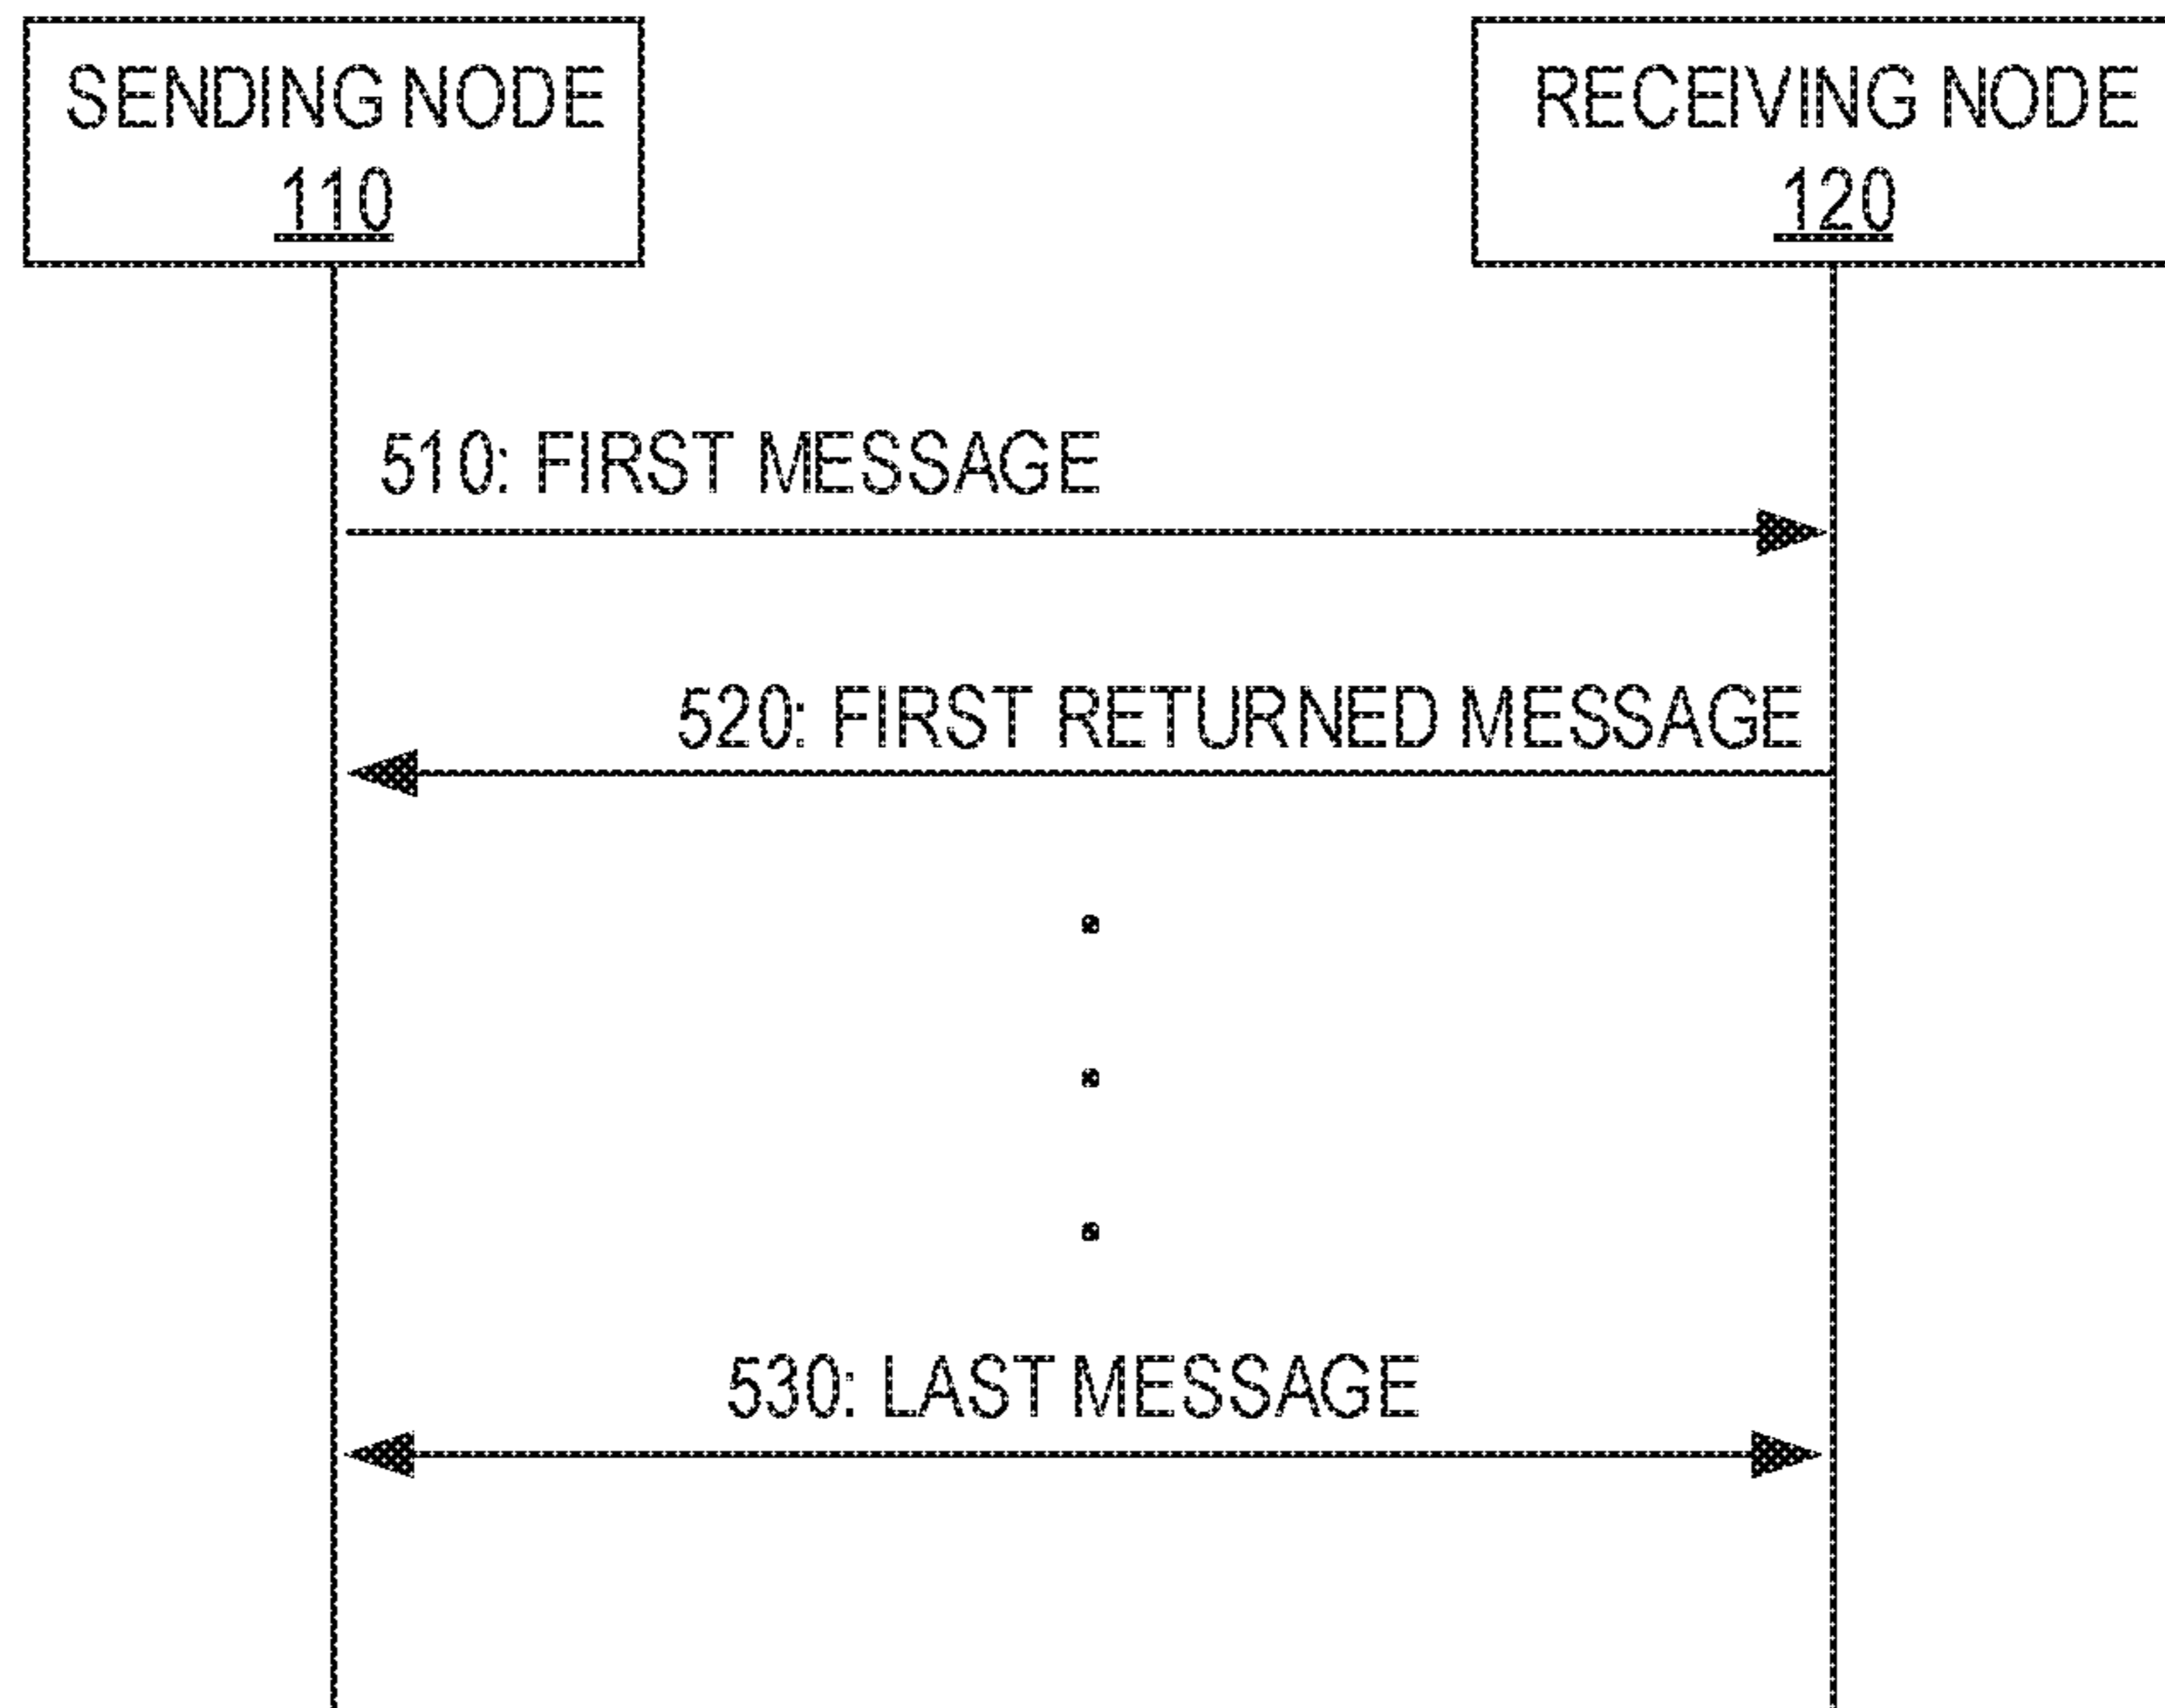 SENDING NODE
110
RECEIVING NODE
120
510: FIRST MESSAGE
520: FIRST RETURNED MESSAGE
530: LAST MESSAGE